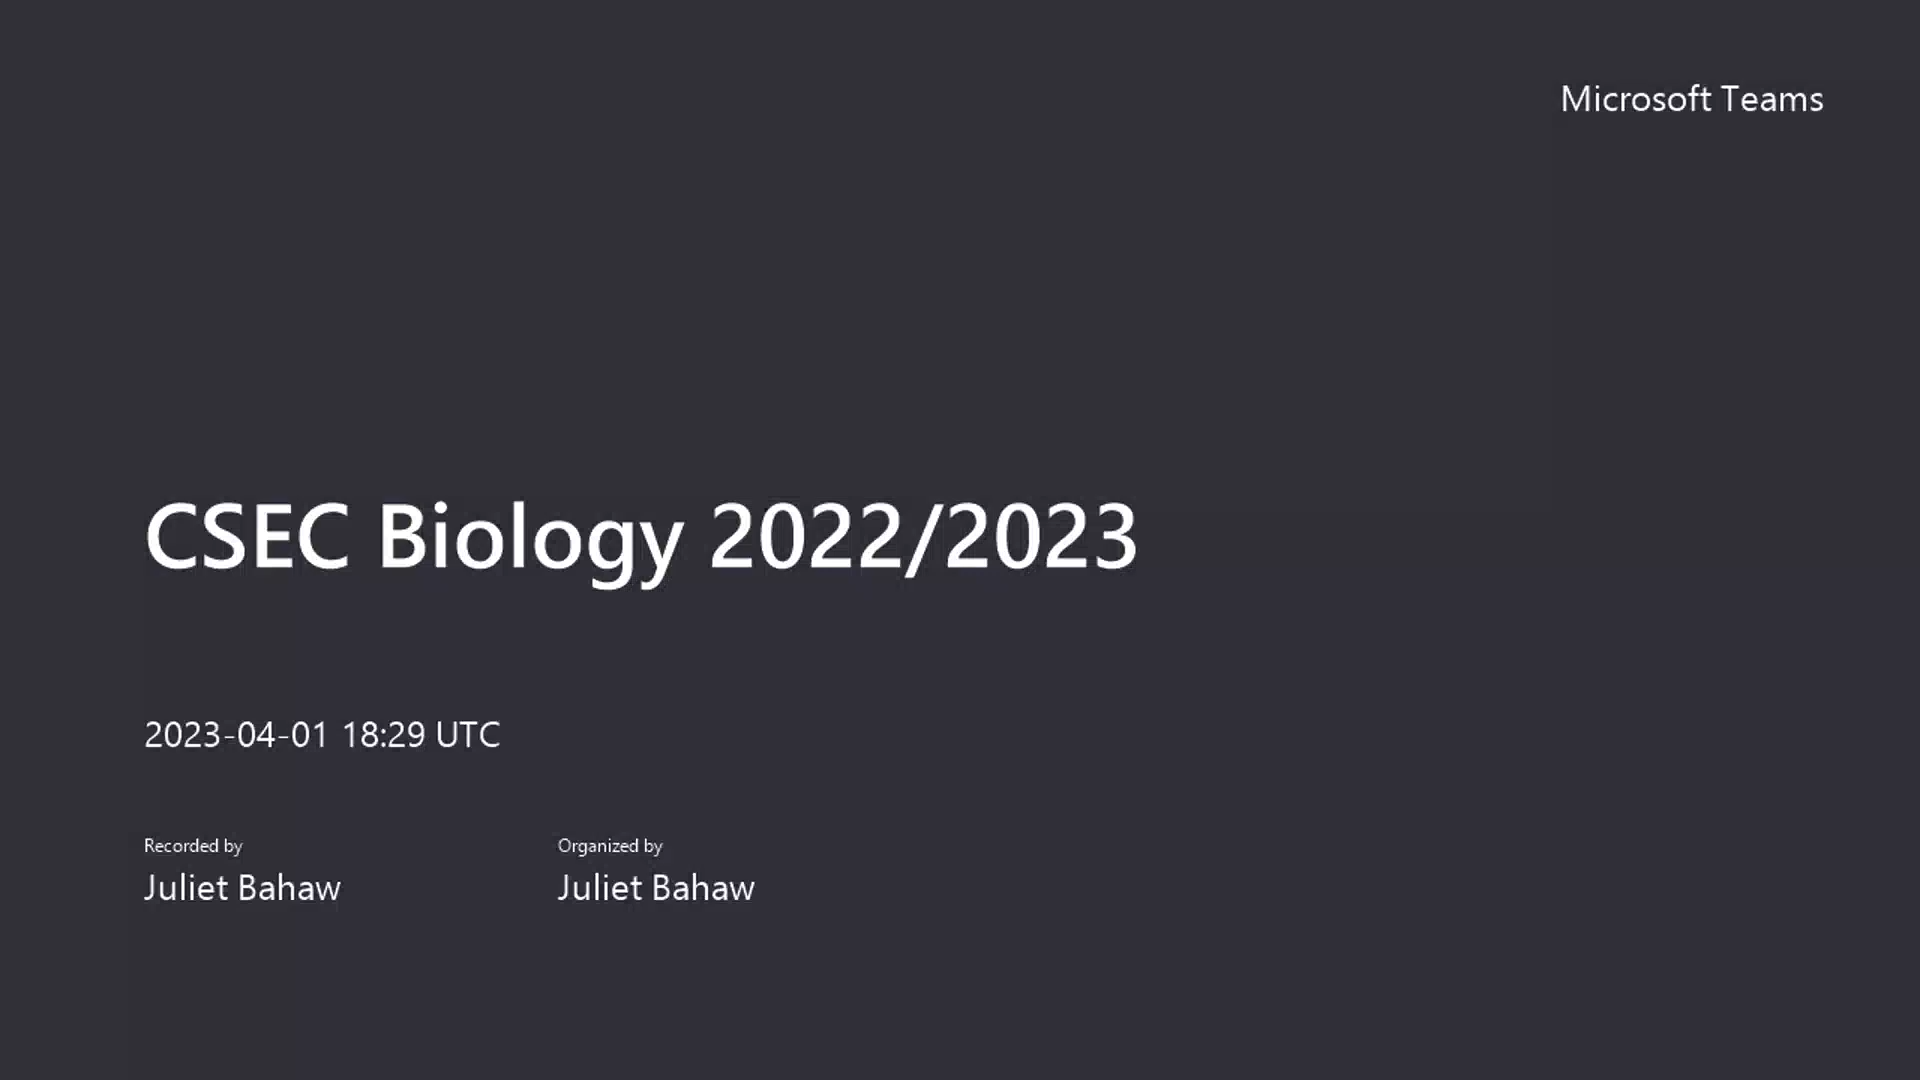 Microsoft Teams
CSEC Biology 2022/2023
2023-04-01 18:29 UTC
Recorded by
Juliet Bahaw
Organized by
Juliet Bahaw